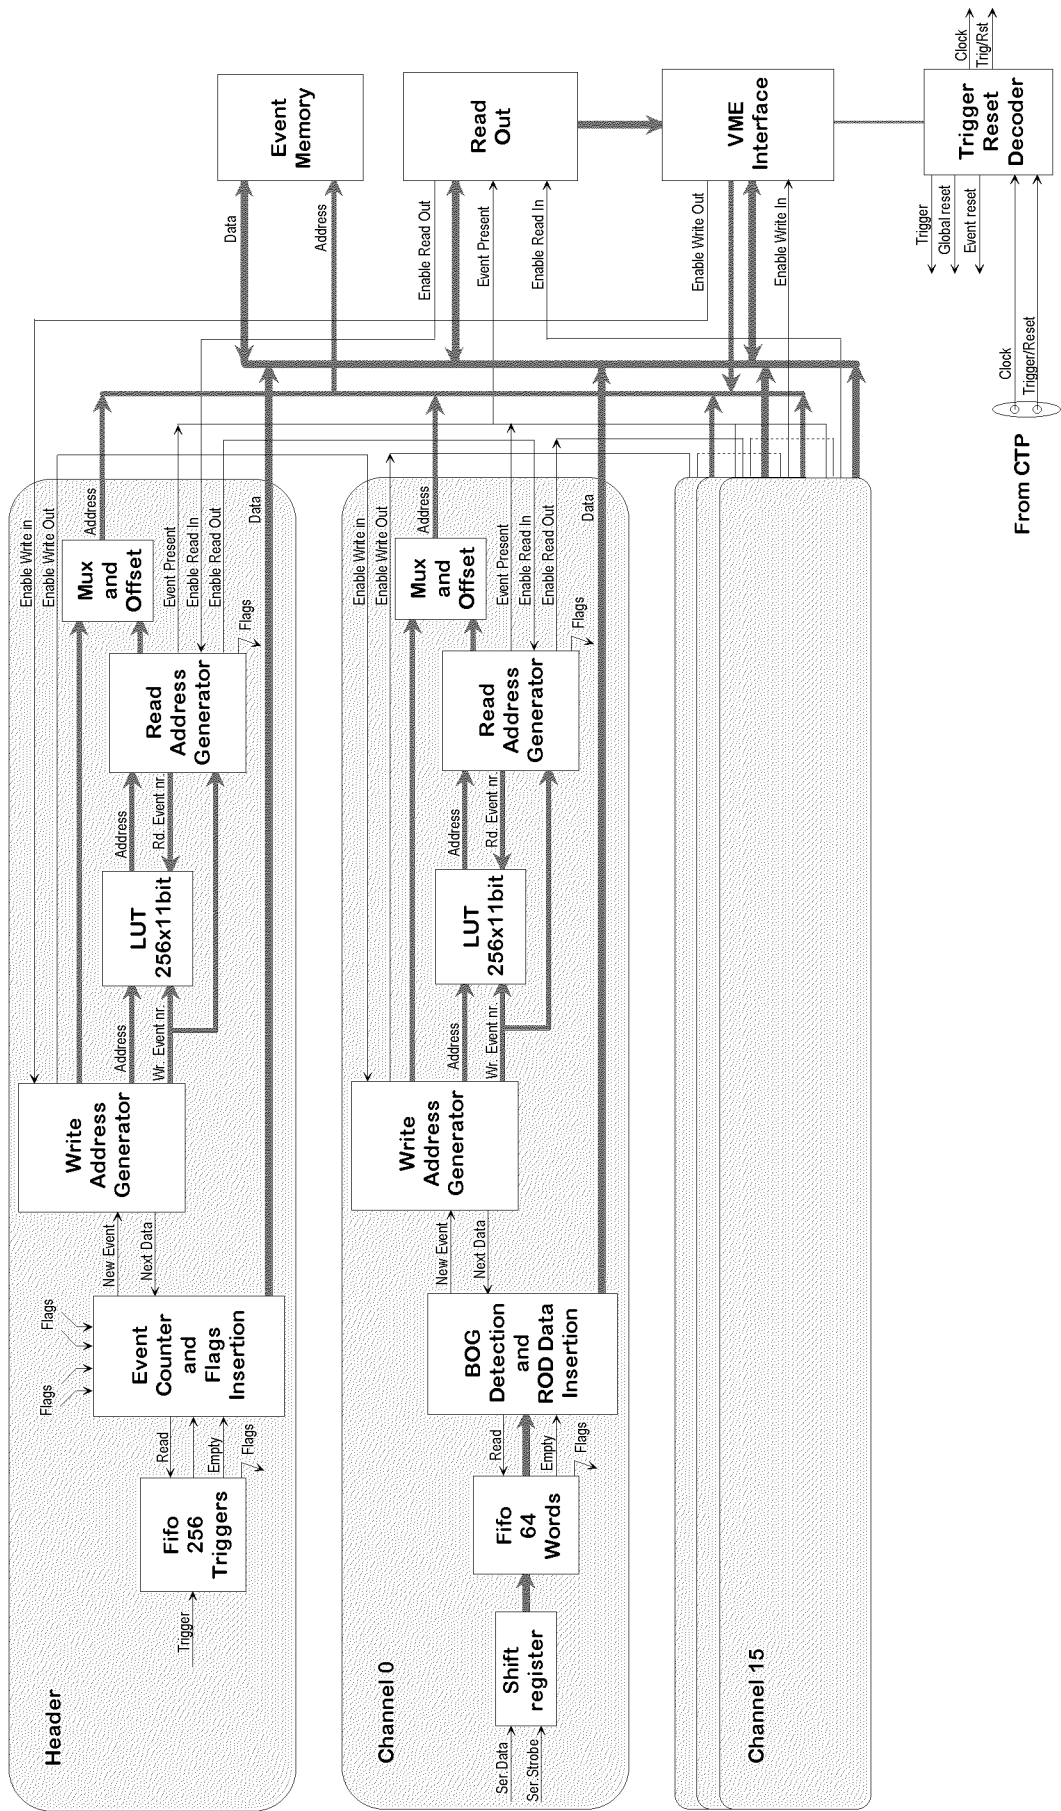 Header
Trigger
Fifo
256
Triggers
Read
Empty
Flags
Flags
Flags
Event
Counter
and
Flags
Insertion
New Event
Next Data
Write
Address
Generator
Address
Wr. Event nr.
LUT
256x11bit
Address
Rd. Event nr.
Read
Address
Generator
Flags
Mux
and
Offset
Enable Write in
Enable Write Out
Address
Event Present
Enable Read In
Enable Read Out
Data
Channel 0
Ser.Data
Ser.Strobe
Shift
register
Fifo
64
Words
Read
Empty
Flags
BOG
Detection
and
ROD Data
Insertion
New Event
Next Data
Write
Address
Generator
Address
Wr. Event nr.
LUT
256x11bit
Address
Rd. Event nr.
Read
Address
Generator
Flags
Mux
and
Offset
Enable Write In
Enable Write Out
Address
Event Present
Enable Read In
Enable Read Out
Data
Channel 15
Data
Address
Event
Memory
Enable Read Out
Event Present
Enable Read In
Read
Out
Enable Write Out
Enable Write In
VME
Interface
From CTP
Clock
Trigger/Reset
Trigger
Global reset
Event reset
Trigger
Reset
Decoder
Clock
Trig/Rst